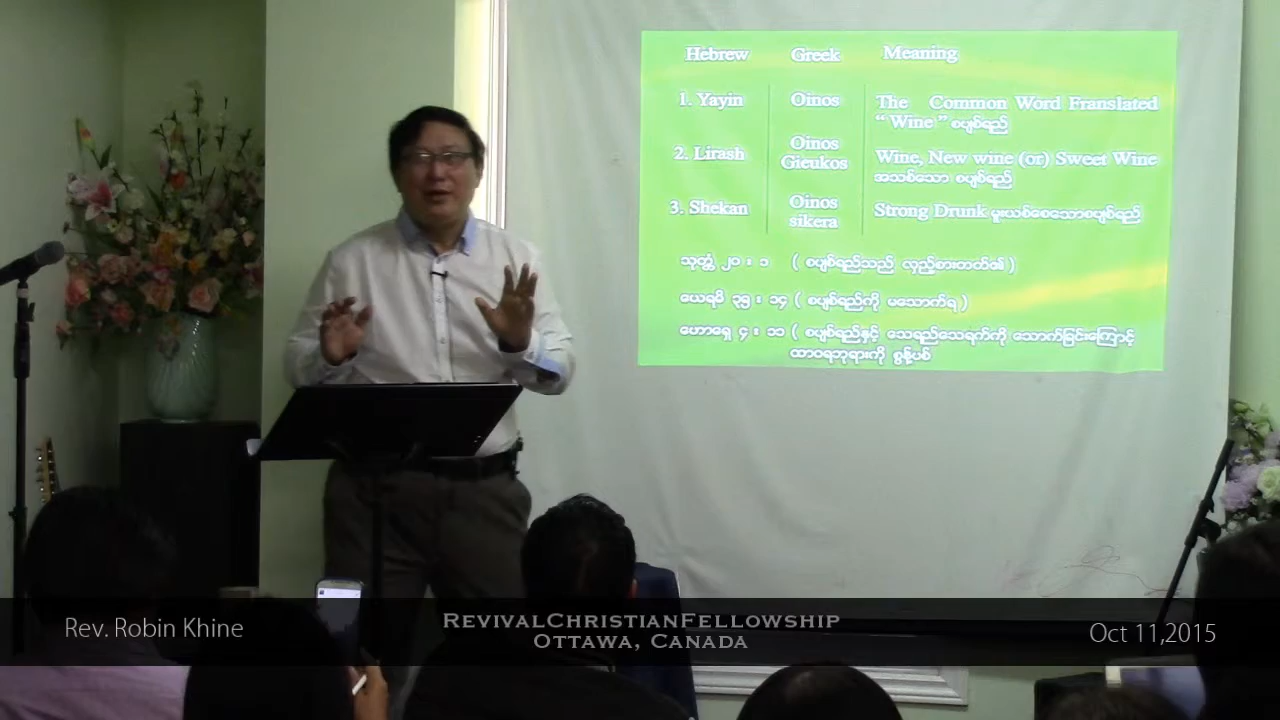 Hebrew Greek Meaning
1. Yayin Oinos The Common Word Franslated
“ Wine ” စပျစ်ရည်
2. Lirash Oinos Gieukos Wine, New wine (or) Sweet Wine
အသစ်သော စပျစ်ရည်
3. Shekan Oinos sikera Strong Drunk မူးယစ်စေသောစပျစ်ရည်
သုတ္တံ ၂၀ : ၁ ( စပျစ်ရည်သည် လှည့်စားတတ်၏ )
ယေရမိ ၃၅ : ၁၄ ( စပျစ်ရည်ကို မသောက်ရ )
ဟောရှေ ၄ : ၁၁ ( စပျစ်ရည်နှင့် သေရည်သေရက်ကို သောက်ခြင်းကြောင့်
ထာဝရဘုရားကို စွန့်ပစ်
Rev. Robin Khine
RevivalChristianFellowship
Ottawa, Canada
Oct 11,2015